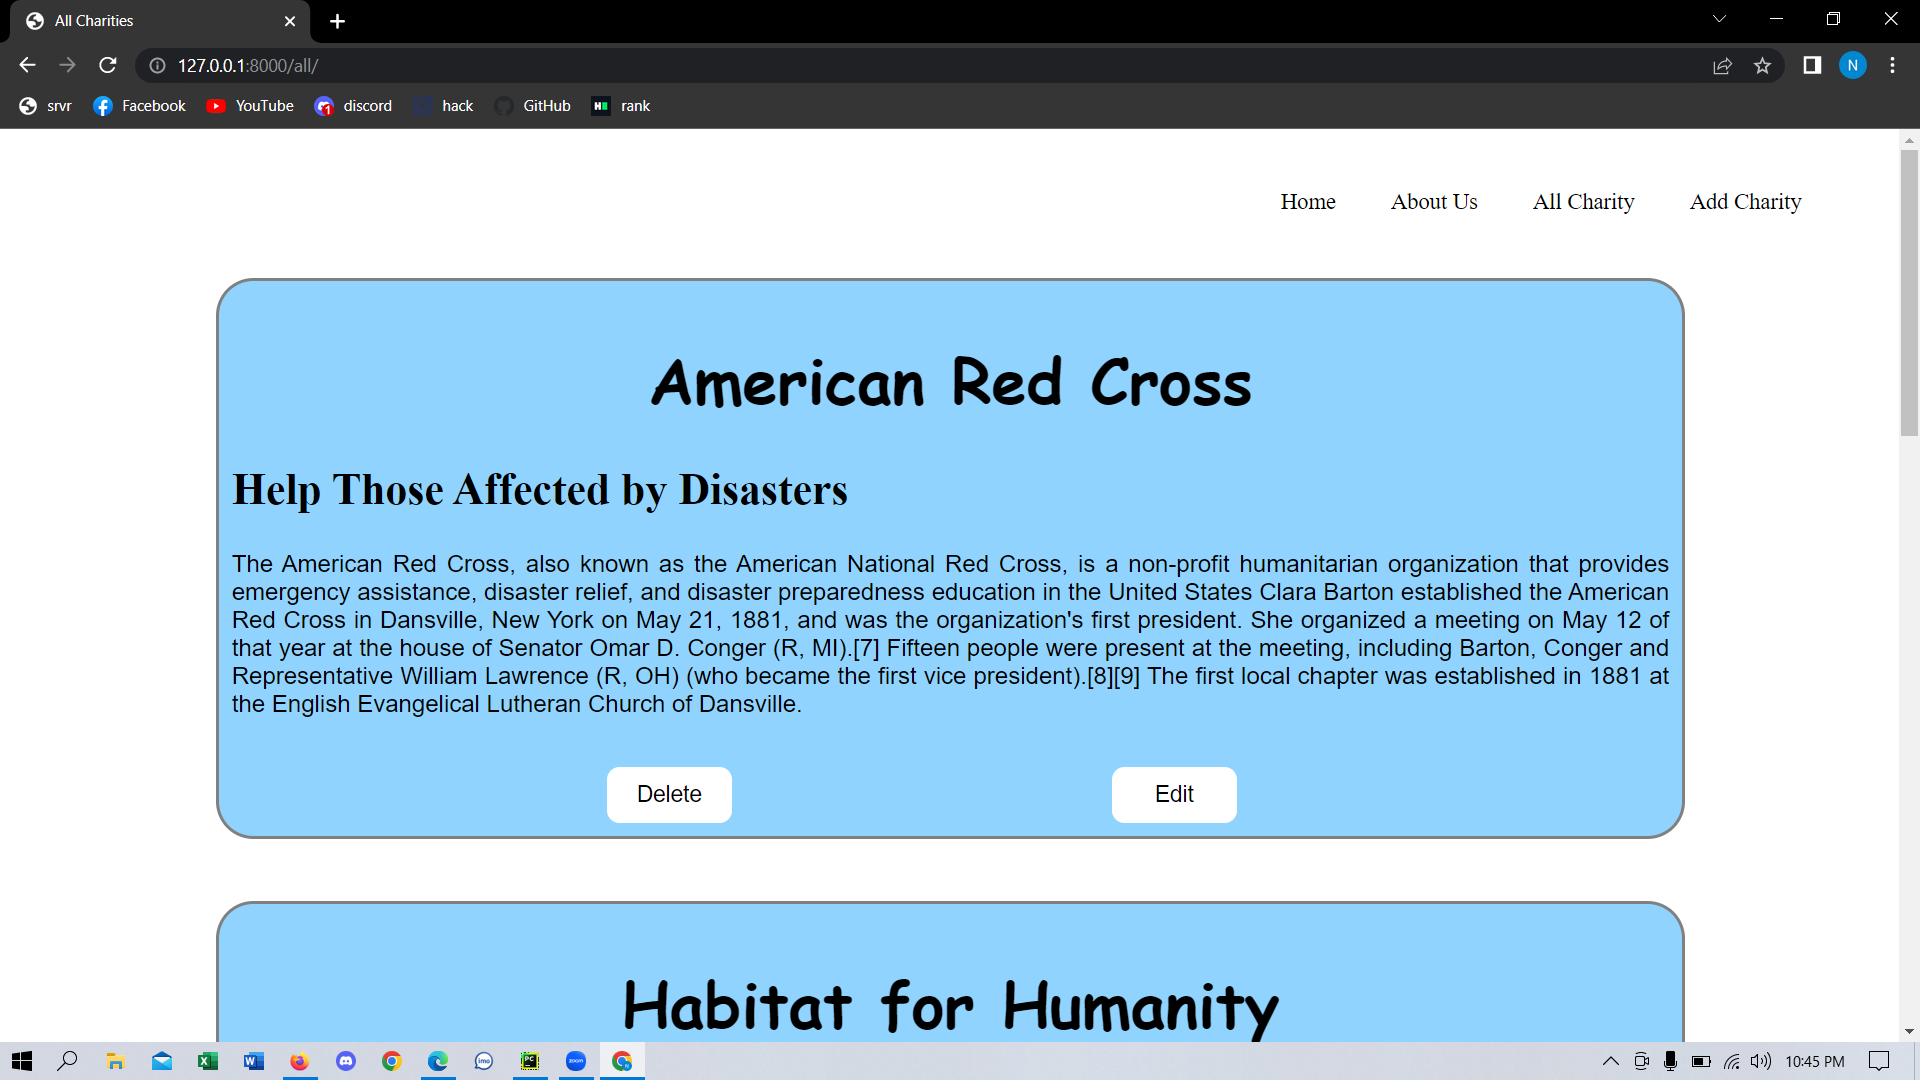 All Charities
127.0.0.1:8000/all/
N
srvr Facebook YouTube 1 discord hack GitHub H rank
Home About Us All Charity Add Charity
American Red Cross
Help Those Affected by Disasters
The American Red Cross, also known as the American National Red Cross, is a non-profit humanitarian organization that provides
emergency assistance, disaster relief, and disaster preparedness education in the United States Clara Barton established the American
Red Cross in Dansville, New York on May 21, 1881, and was the organization's first president. She organized a meeting on May 12 of
that year at the house of Senator Omar D. Conger (R, MI).[7] Fifteen people were present at the meeting, including Barton, Conger and
Representative William Lawrence (R, OH) (who became the first vice president).[8][9] The first local chapter was established in 1881 at
the English Evangelical Lutheran Church of Dansville.
Delete Edit
Habitat for Humanity
X W imo PC zoom 10:45 PM